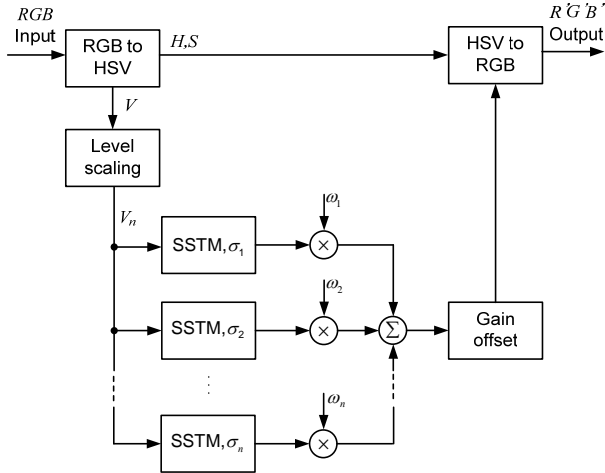 RGB
Input
RGB to
HSV
H,S
HSV to
RGB
R'G'B'
Output
V
Level
scaling
Vₙ
SSTM,σ₁
ω₁
×
SSTM,σ₂
ω₂
×
Σ
Gain
offset
⋮
SSTM,σₙ
ωₙ
×